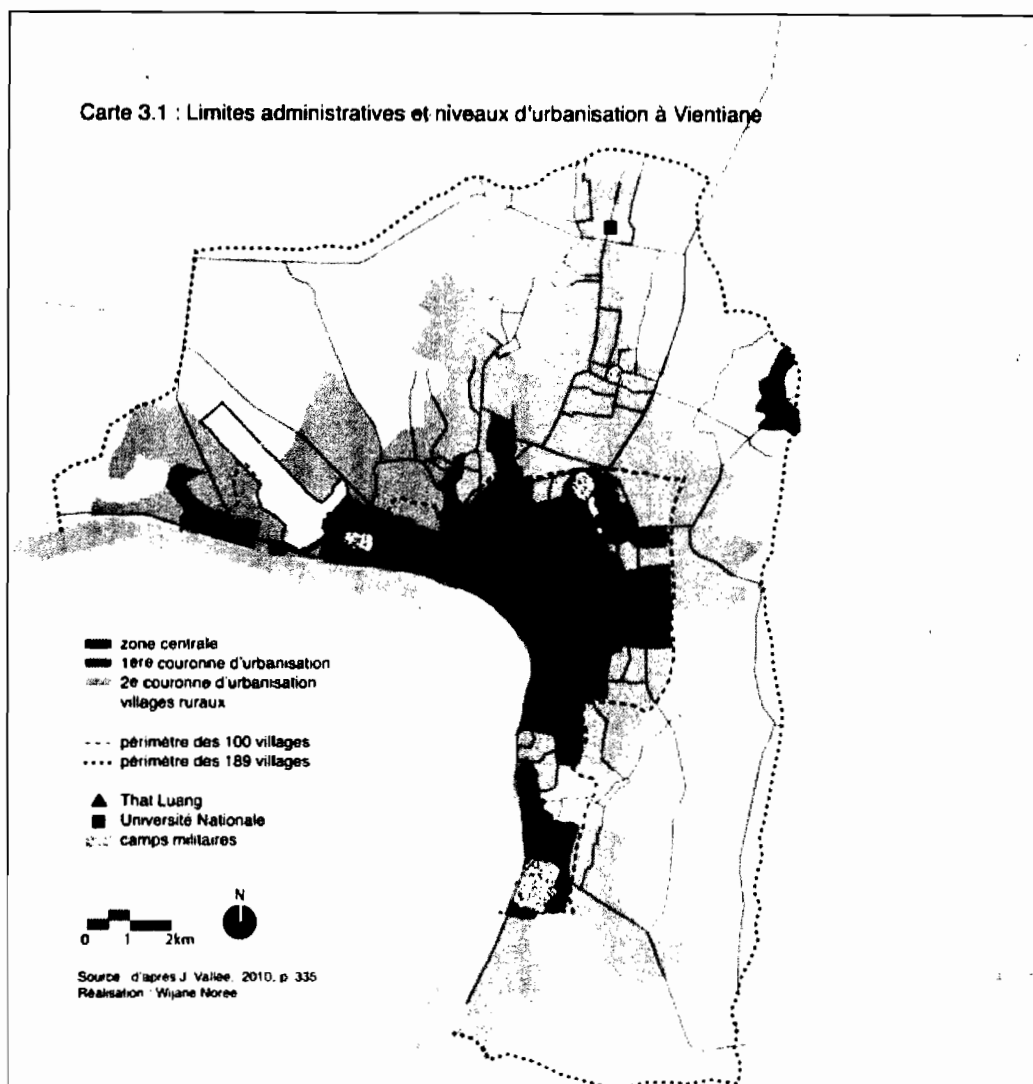 Carte 3.1 : Limites administratives et niveaux d'urbanisation à Vientiane
zone centrale
1ère couronne d'urbanisation
2e couronne d'urbanisation
villages ruraux
périmètre des 100 villages
périmètre des 189 villages
That Luang
Université Nationale
camps militaires
N
0 1 2km
Source : d'après J. Vallée, 2010, p. 335
Réalisation : Wijane Noree